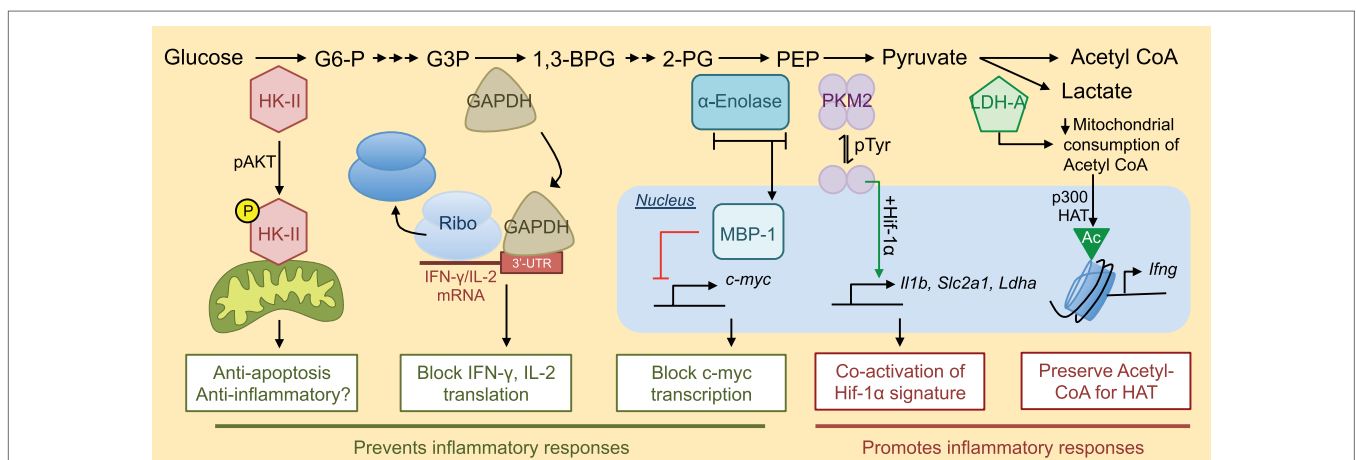 Glucose G6-P G3P 1,3-BPG 2-PG PEP Pyruvate Acetyl CoA
Lactate
HK-II
GAPDH
α-Enolase
PKM2
LDH-A
Mitochondrial
consumption of
Acetyl CoA
pAKT
pTyr
P
HK-II
Ribo
GAPDH
3'-UTR
IFN-γ/IL-2
mRNA
Nucleus
MBP-1
c-myc
+Hif-1α
Il1b, Slc2a1, Ldha
p300
HAT
Ac
Ifng
Anti-apoptosis
Anti-inflammatory?
Block IFN-γ, IL-2
translation
Block c-myc
transcription
Co-activation of
Hif-1α signature
Preserve Acetyl-
CoA for HAT
Prevents inflammatory responses
Promotes inflammatory responses